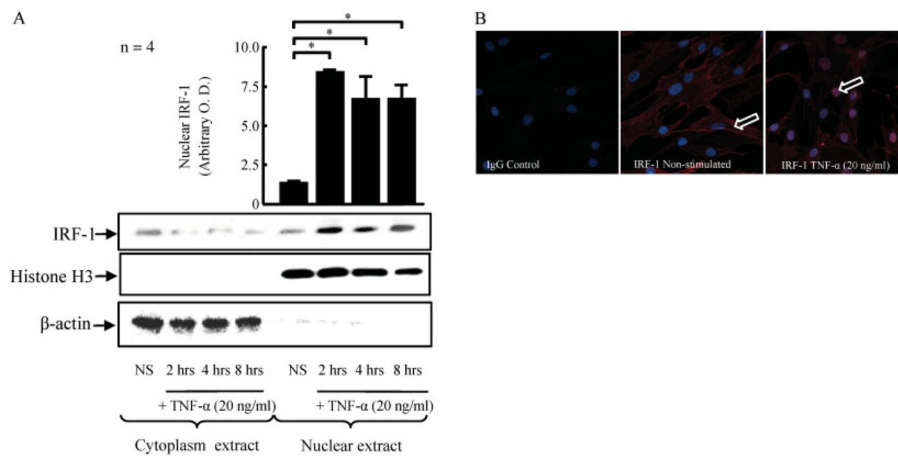 A
n = 4
Nuclear IRF-1
(Arbitrary O. D.)
10.0
7.5
5.0
2.5
0
*
*
*
IRF-1
Histone H3
β-actin
NS 2 hrs 4 hrs 8 hrs NS 2 hrs 4 hrs 8 hrs
+ TNF-α (20 ng/ml) + TNF-α (20 ng/ml)
Cytoplasm extract Nuclear extract
B
IgG Control
IRF-1 Non-stimulated
IRF-1 TNF-α (20 ng/ml)